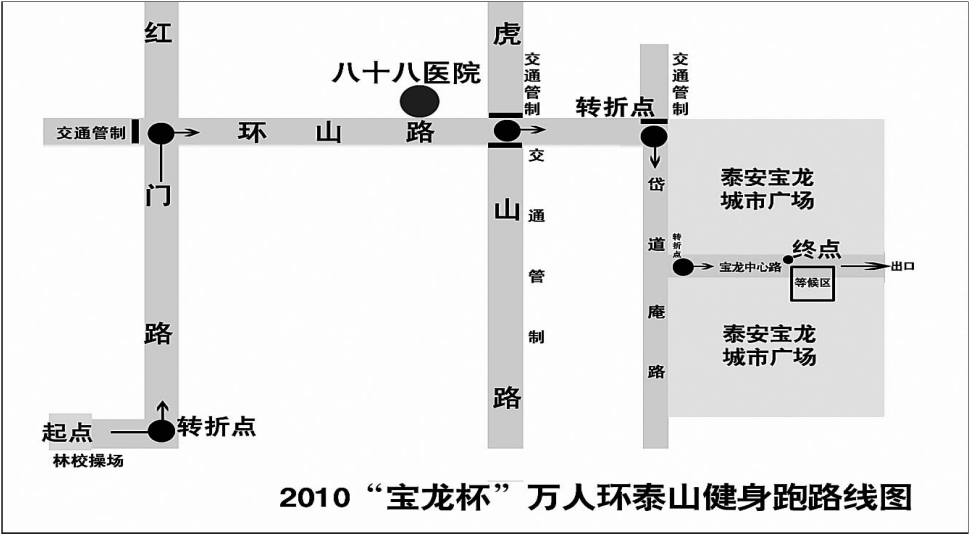 红门路
虎山路
八十八医院
交通管制
转折点
交通管制
交通管制
环山路
交通管制
岱道庵路
泰安宝龙
城市广场
转折点
宝龙中心路
终点
等候区
出口
泰安宝龙
城市广场
起点
转折点
林校操场
2010“宝龙杯”万人环泰山健身跑路线图